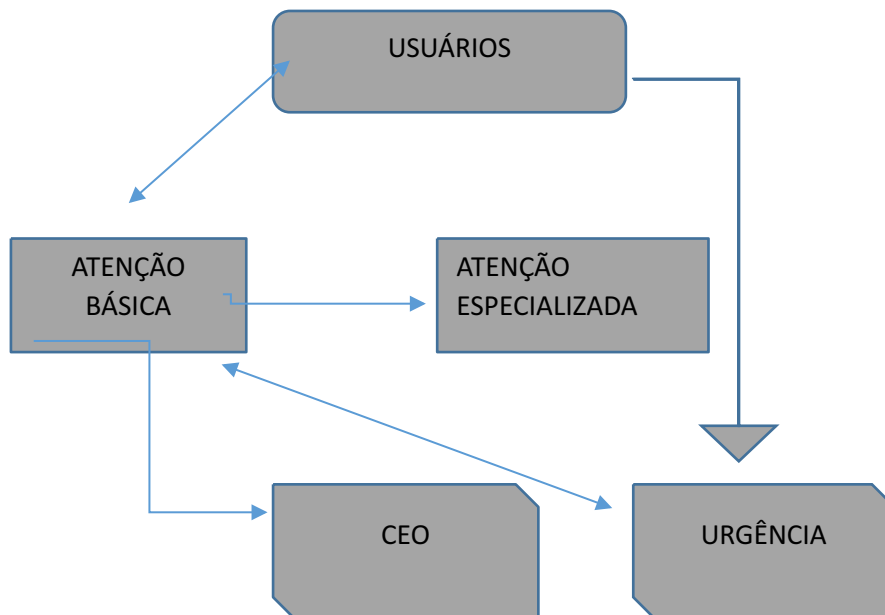 USUÁRIOS
ATENÇÃO
BÁSICA
ATENÇÃO
ESPECIALIZADA
CEO
URGÊNCIA